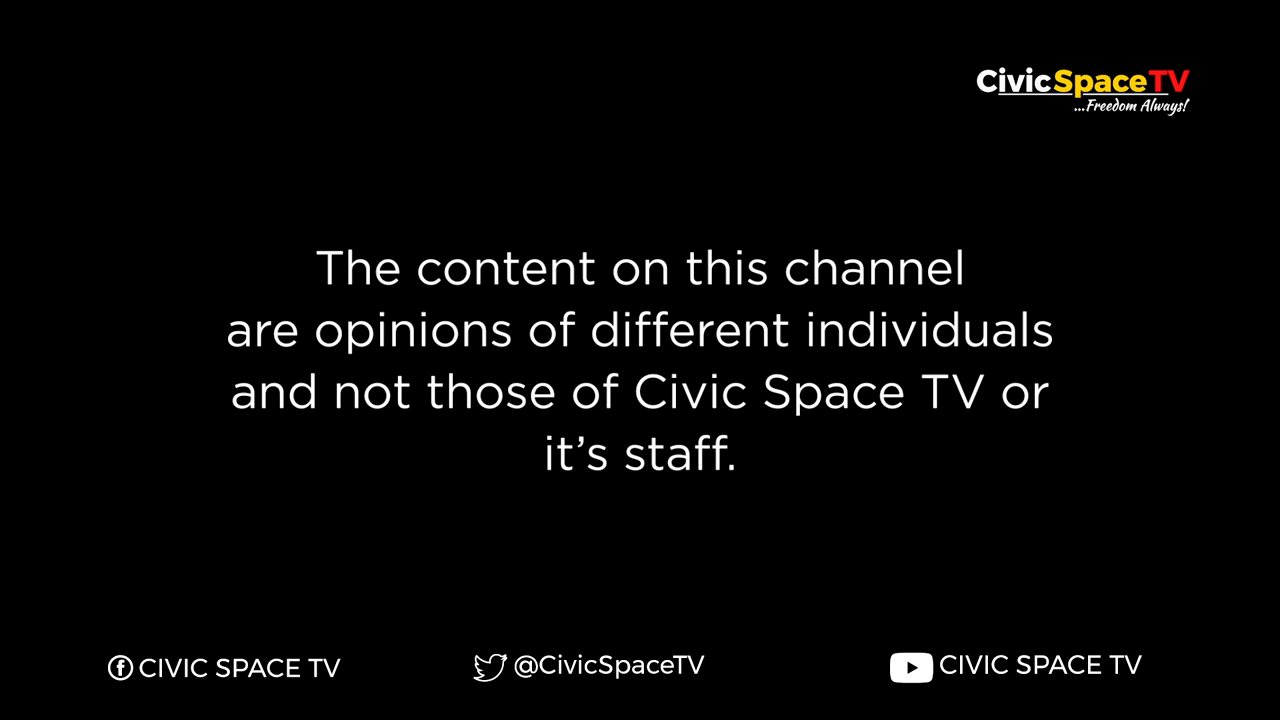 CivicSpaceTV
...Freedom Always!
The content on this channel
are opinions of different individuals
and not those of Civic Space TV or
it’s staff.
CIVIC SPACE TV
@CivicSpaceTV
CIVIC SPACE TV